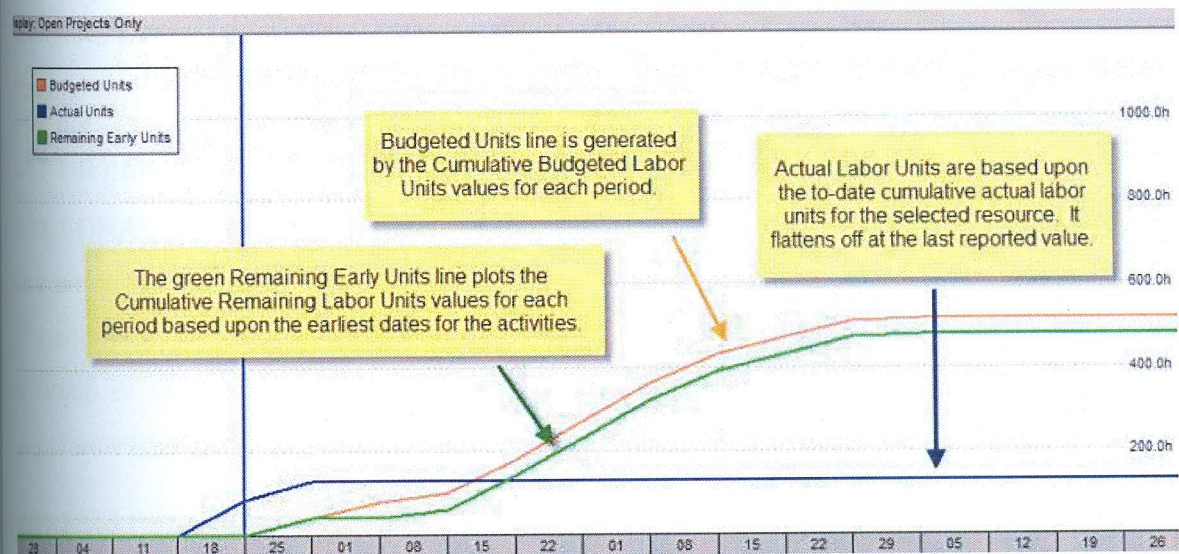 Display: Open Projects Only
Budgeted Units
Actual Units
Remaining Early Units
Budgeted Units line is generated
by the Cumulative Budgeted Labor
Units values for each period.
Actual Labor Units are based upon
the to-date cumulative actual labor
units for the selected resource. It
flattens off at the last reported value.
The green Remaining Early Units line plots the
Cumulative Remaining Labor Units values for each
period based upon the earliest dates for the activities.
1000.0h
800.0h
600.0h
400.0h
200.0h
28 04 11 18 25 01 08 15 22 01 08 15 22 29 05 12 19 26